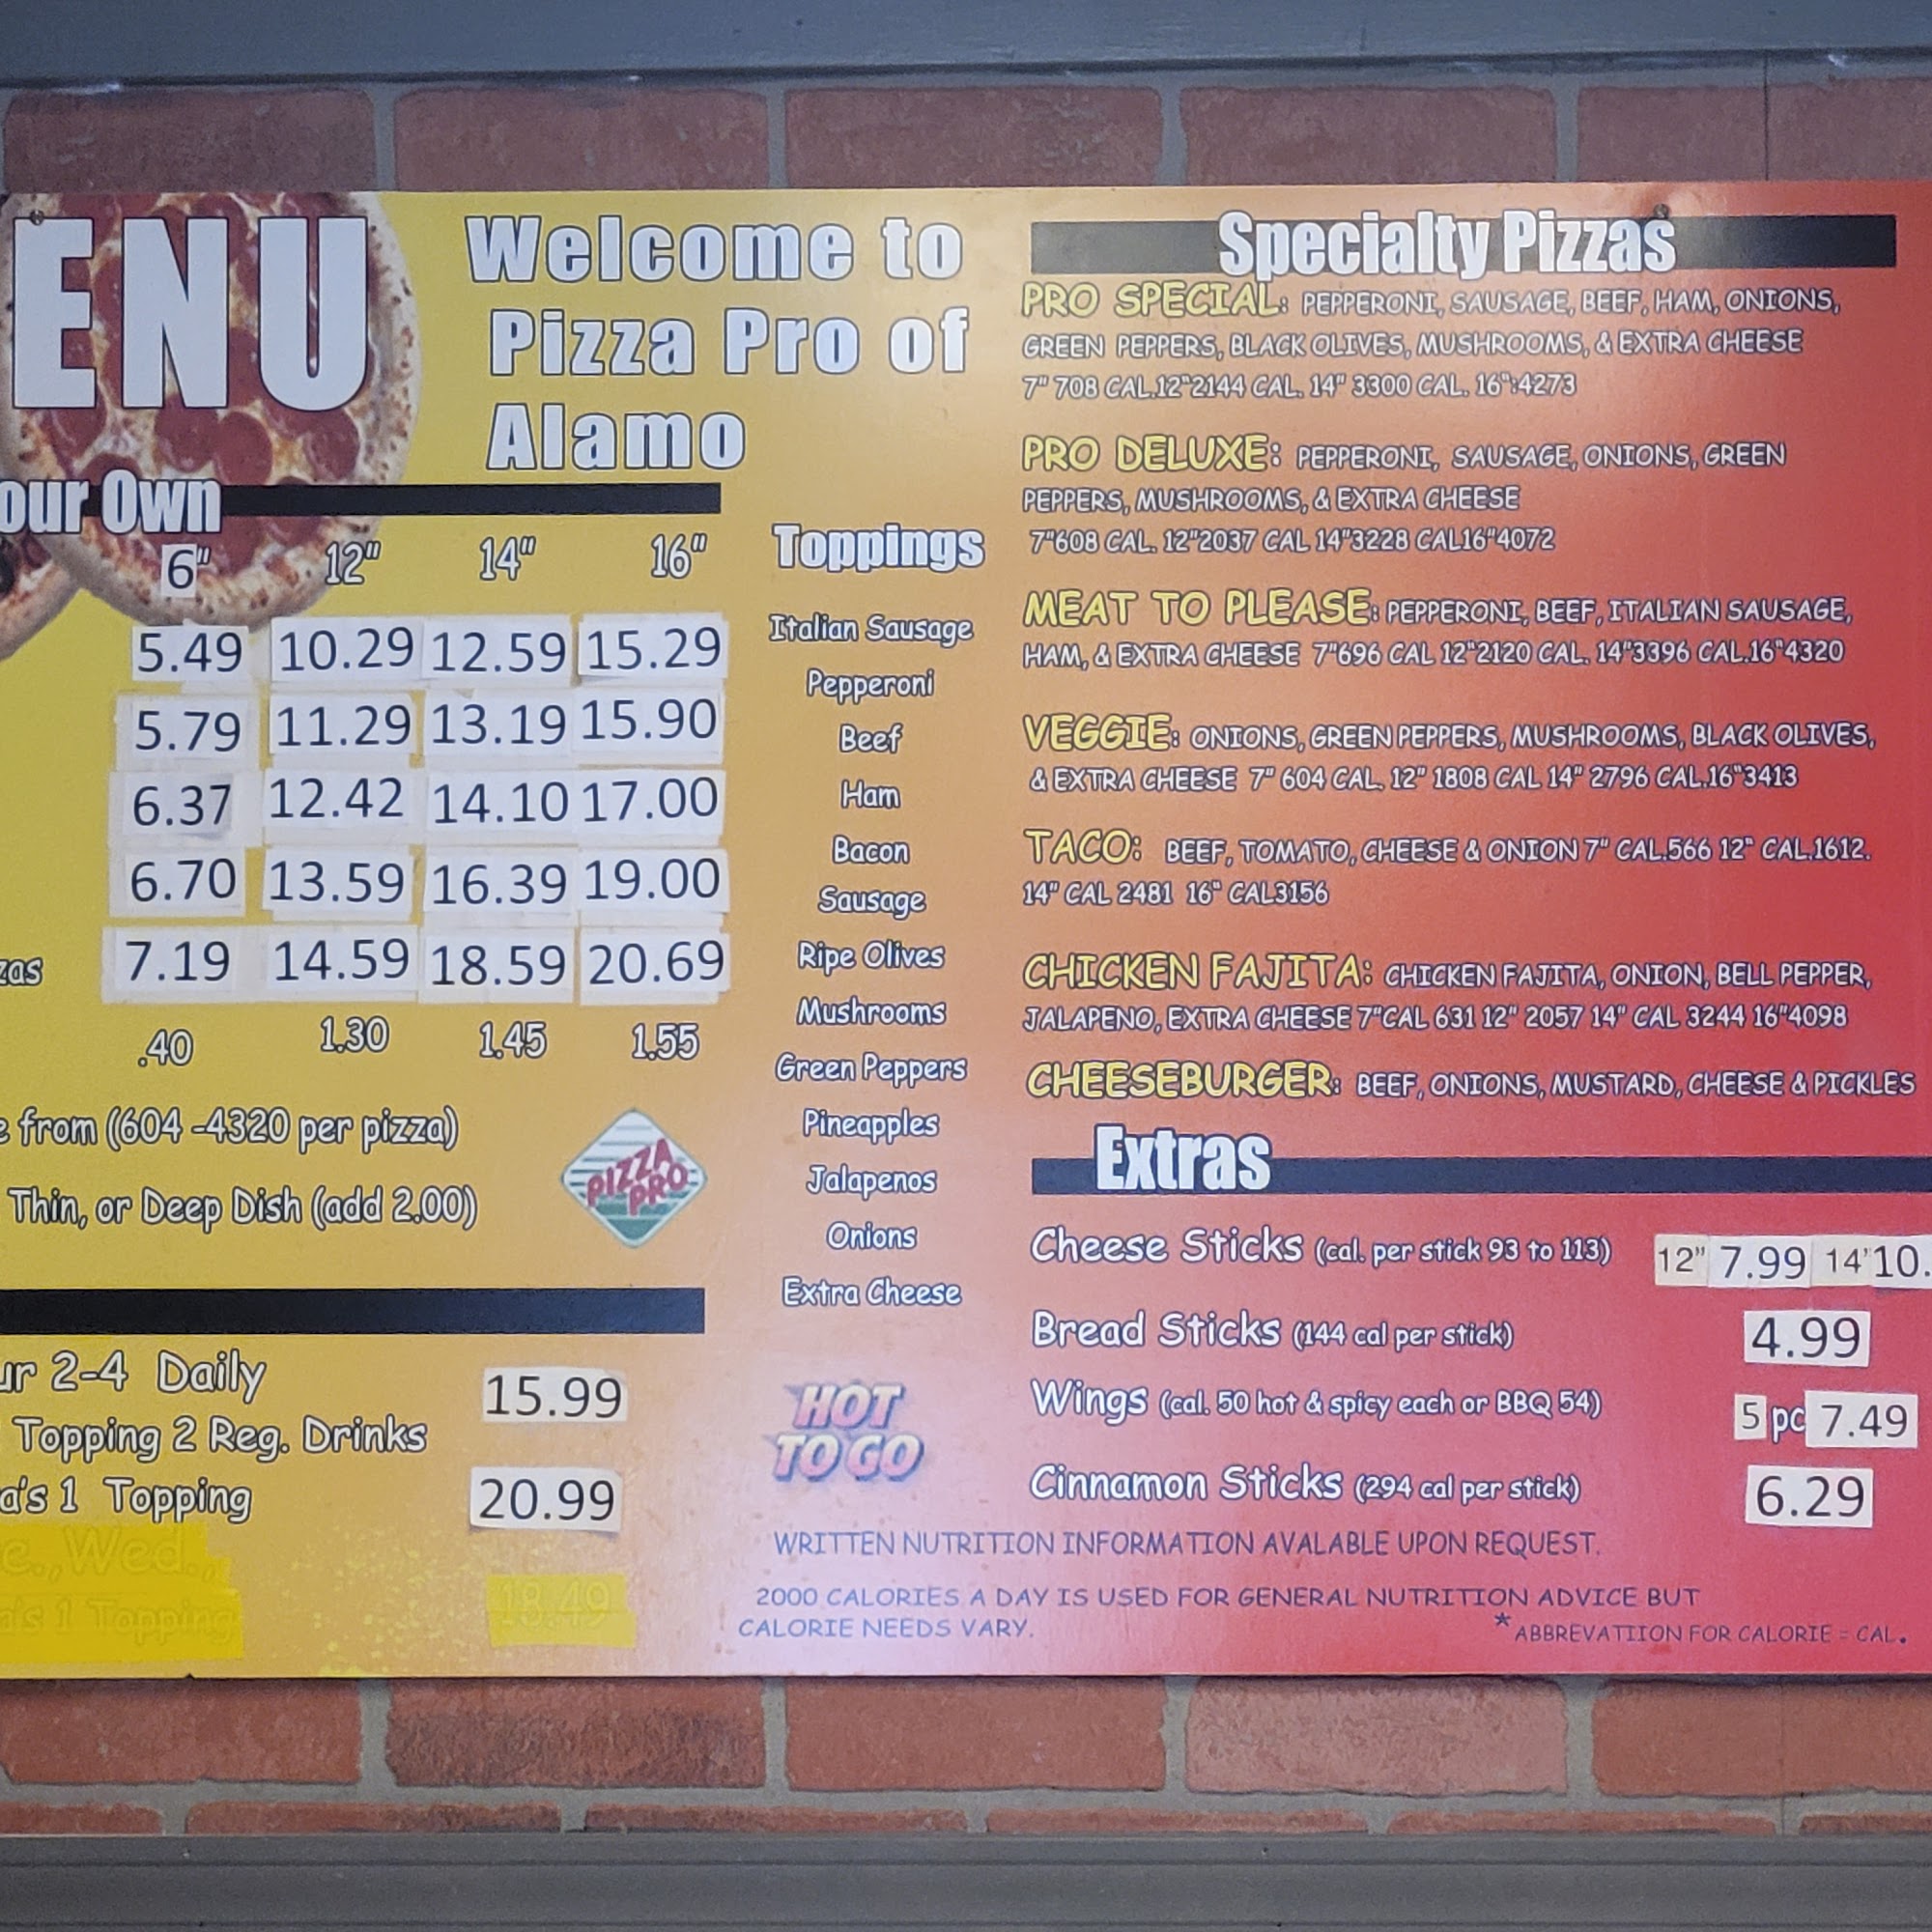 ENU
Welcome to
Pizza Pro of
Alamo
our Own
6" 12" 14" 16"
5.49 10.29 12.59 15.29
5.79 11.29 13.19 15.90
6.37 12.42 14.10 17.00
6.70 13.59 16.39 19.00
zas 7.19 14.59 18.59 20.69
.40 1.30 1.45 1.55
e from (604 -4320 per pizza)
Thin, or Deep Dish (add 2.00)
PIZZA
PRO
ur 2-4 Daily 15.99
Topping 2 Reg. Drinks
a's 1 Topping 20.99
e., Wed.,
a's 1 Topping 18.49
Toppings
Italian Sausage
Pepperoni
Beef
Ham
Bacon
Sausage
Ripe Olives
Mushrooms
Green Peppers
Pineapples
Jalapenos
Onions
Extra Cheese
HOT
TO GO
Specialty Pizzas
PRO SPECIAL: PEPPERONI, SAUSAGE, BEEF, HAM, ONIONS,
GREEN PEPPERS, BLACK OLIVES, MUSHROOMS, & EXTRA CHEESE
7" 708 CAL.12"2144 CAL. 14" 3300 CAL. 16":4273
PRO DELUXE: PEPPERONI, SAUSAGE, ONIONS, GREEN
PEPPERS, MUSHROOMS, & EXTRA CHEESE
7"608 CAL. 12"2037 CAL 14"3228 CAL16"4072
MEAT TO PLEASE: PEPPERONI, BEEF, ITALIAN SAUSAGE,
HAM, & EXTRA CHEESE 7"696 CAL 12"2120 CAL. 14"3396 CAL.16"4320
VEGGIE: ONIONS, GREEN PEPPERS, MUSHROOMS, BLACK OLIVES,
& EXTRA CHEESE 7" 604 CAL. 12" 1808 CAL 14" 2796 CAL.16"3413
TACO: BEEF, TOMATO, CHEESE & ONION 7" CAL.566 12" CAL.1612.
14" CAL 2481 16" CAL3156
CHICKEN FAJITA: CHICKEN FAJITA, ONION, BELL PEPPER,
JALAPENO, EXTRA CHEESE 7"CAL 631 12" 2057 14" CAL 3244 16"4098
CHEESEBURGER: BEEF, ONIONS, MUSTARD, CHEESE & PICKLES
Extras
Cheese Sticks (cal. per stick 93 to 113) 12" 7.99 14' 10.
Bread Sticks (144 cal per stick) 4.99
Wings (cal. 50 hot & spicy each or BBQ 54) 5 pc 7.49
Cinnamon Sticks (294 cal per stick) 6.29
WRITTEN NUTRITION INFORMATION AVALABLE UPON REQUEST.
2000 CALORIES A DAY IS USED FOR GENERAL NUTRITION ADVICE BUT
CALORIE NEEDS VARY.
*ABBREVATIION FOR CALORIE = CAL.